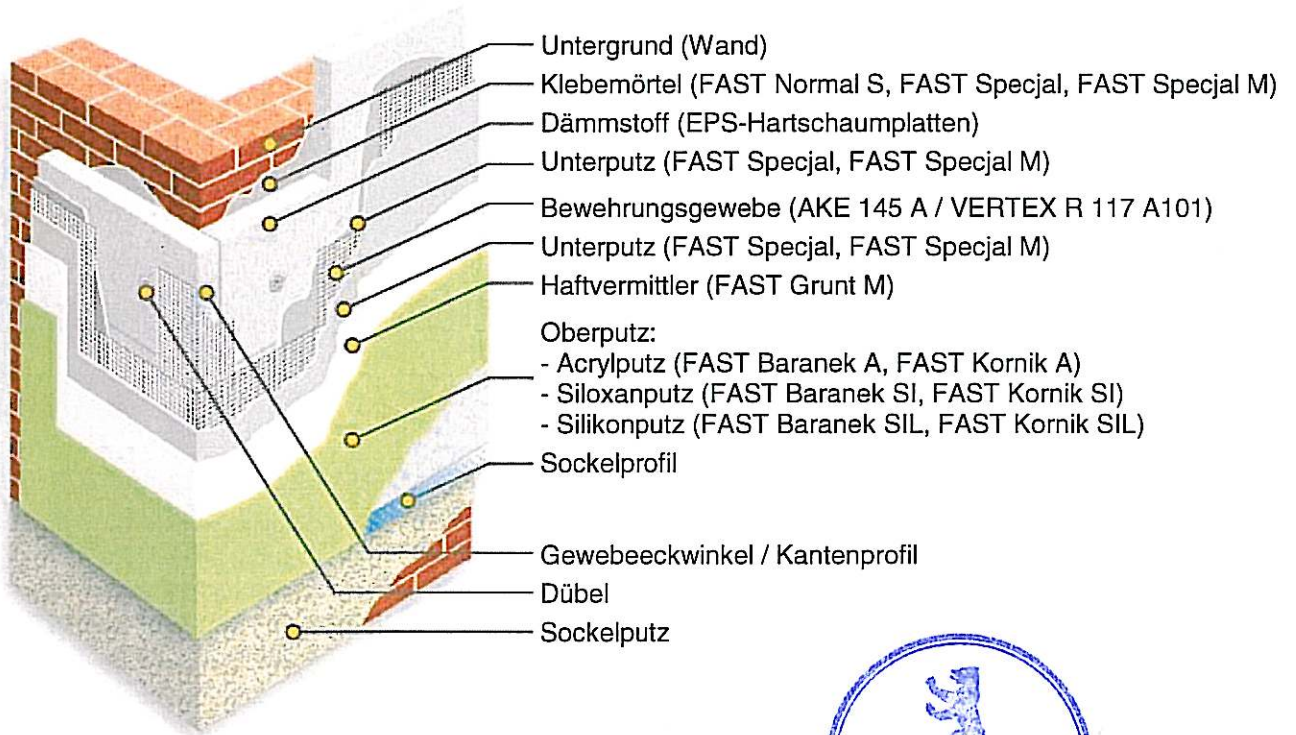 Untergrund (Wand)
Klebemörtel (FAST Normal S, FAST Specjal, FAST Specjal M)
Dämmstoff (EPS-Hartschaumplatten)
Unterputz (FAST Specjal, FAST Specjal M)
Bewehrungsgewebe (AKE 145 A / VERTEX R 117 A101)
Unterputz (FAST Specjal, FAST Specjal M)
Haftvermittler (FAST Grunt M)
Oberputz:
- Acrylputz (FAST Baranek A, FAST Kornik A)
- Siloxanputz (FAST Baranek SI, FAST Kornik SI)
- Silikonputz (FAST Baranek SIL, FAST Kornik SIL)
Sockelprofil
Gewebeeckwinkel / Kantenprofil
Dübel
Sockelputz